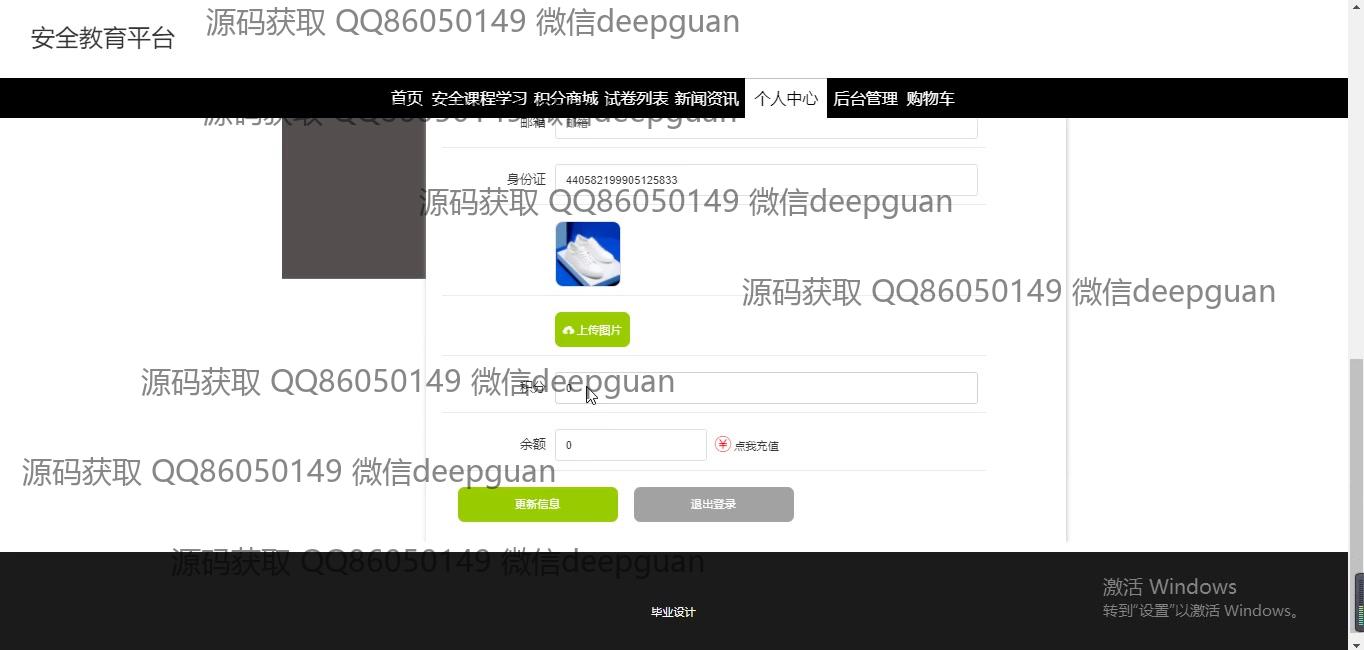 源码获取 QQ86050149 微信deepguan
安全教育平台
首页 安全课程学习 积分商城 试卷列表 新闻资讯 个人中心 后台管理 购物车
源码获取 QQ86050149 微信deepguan
邮箱 邮箱
身份证 440582199905125833
源码获取 QQ86050149 微信deepguan
源码获取 QQ86050149 微信deepguan
上传图片
源码获取 QQ86050149 微信deepguan
积分 0
余额 0 ¥ 点我充值
源码获取 QQ86050149 微信deepguan
更新信息 退出登录
源码获取 QQ86050149 微信deepguan
激活 Windows
转到“设置”以激活 Windows。
毕业设计